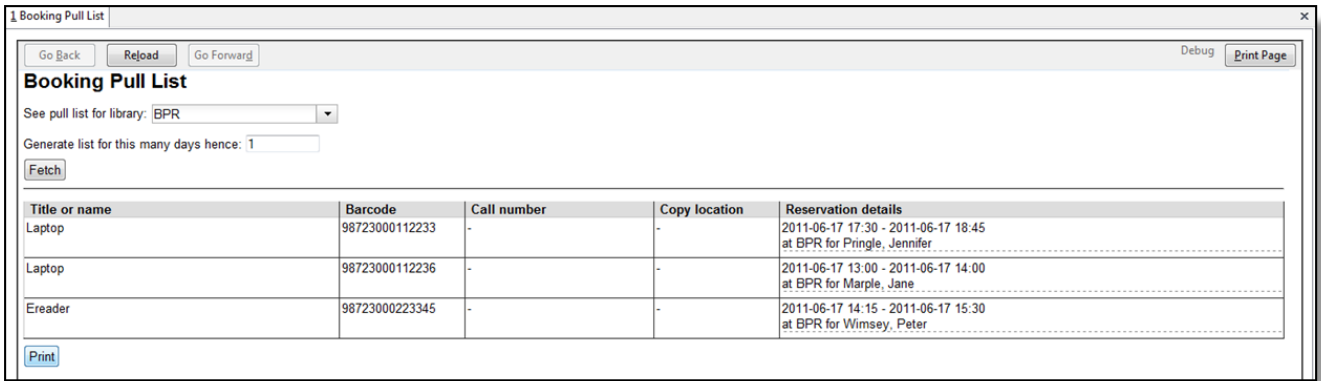 1 Booking Pull List
Go Back Reload Go Forward Debug Print Page
Booking Pull List
See pull list for library: BPR
Generate list for this many days hence: 1
Fetch
Title or name Barcode Call number Copy location Reservation details
Laptop 98723000112233 - - 2011-06-17 17:30 - 2011-06-17 18:45
at BPR for Pringle, Jennifer
Laptop 98723000112236 - - 2011-06-17 13:00 - 2011-06-17 14:00
at BPR for Marple, Jane
Ereader 98723000223345 - - 2011-06-17 14:15 - 2011-06-17 15:30
at BPR for Wimsey, Peter
Print